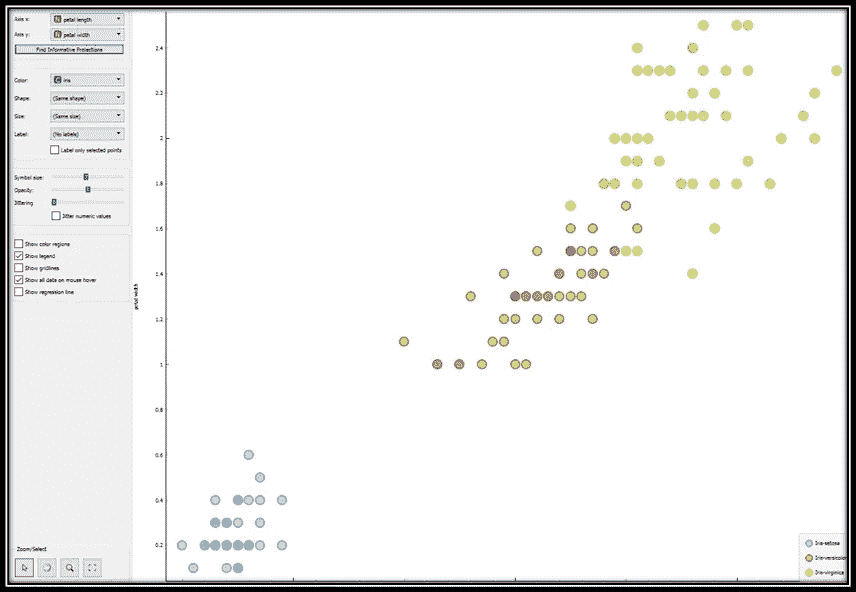 Axis x: petal length
Axis y: petal width
Find Informative Projections
Color: iris
Shape: (Same shape)
Size: (Same size)
Label: (No labels)
Label only selected points
Symbol size:
Opacity:
Jittering
Jitter numeric values
Show color regions
Show legend
Show gridlines
Show all data on mouse hover
Show regression line
Zoom/Select
petal width
2.4
2.2
2
1.8
1.6
1.4
1.2
1
0.8
0.6
0.4
0.2
Iris-setosa
Iris-versicolor
Iris-virginica